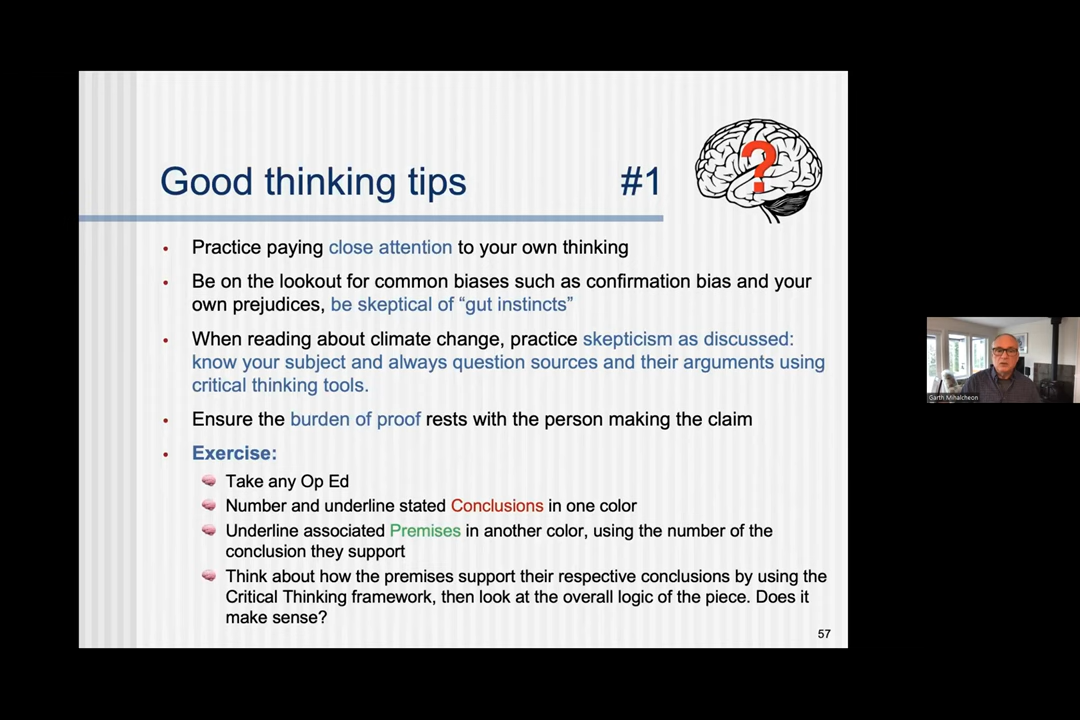 Good thinking tips #1
?
• Practice paying close attention to your own thinking
• Be on the lookout for common biases such as confirmation bias and your
own prejudices, be skeptical of “gut instincts”
• When reading about climate change, practice skepticism as discussed:
know your subject and always question sources and their arguments using
critical thinking tools.
• Ensure the burden of proof rests with the person making the claim
• Exercise:
Take any Op Ed
Number and underline stated Conclusions in one color
Underline associated Premises in another color, using the number of the
conclusion they support
Think about how the premises support their respective conclusions by using the
Critical Thinking framework, then look at the overall logic of the piece. Does it
make sense?
57
Garth Mihalcheon